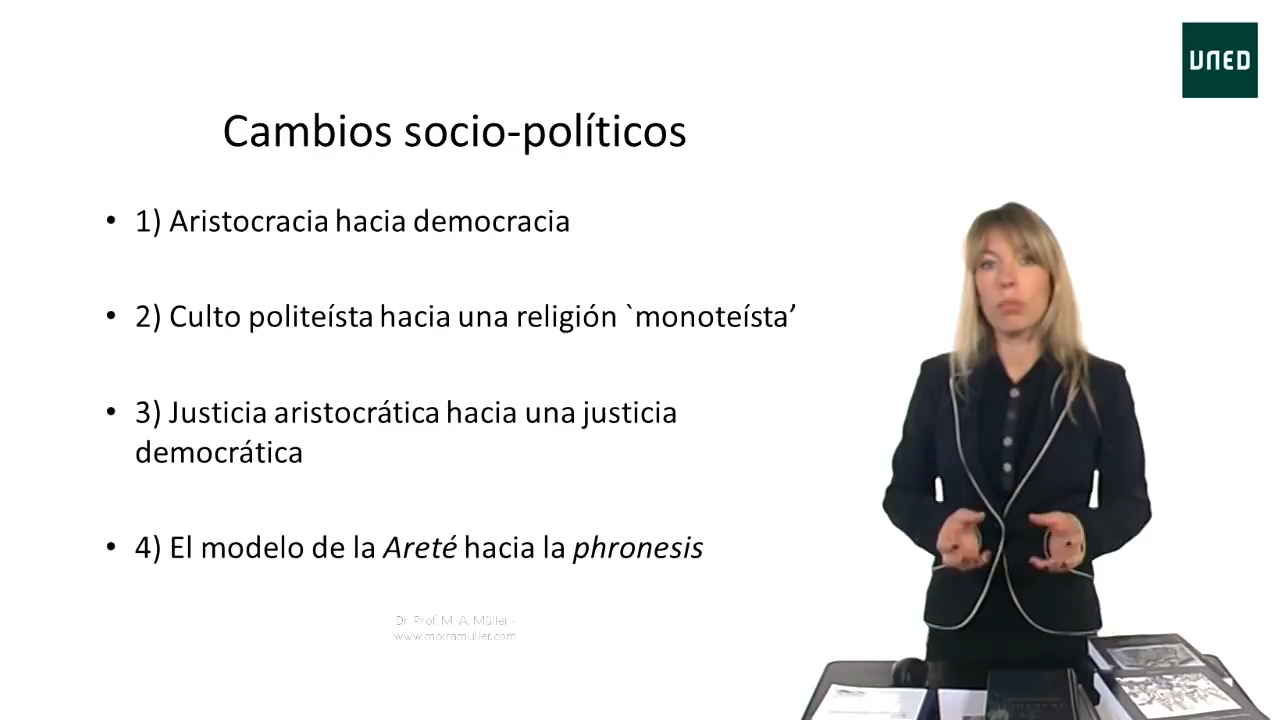 UNED
Cambios socio-políticos
• 1) Aristocracia hacia democracia
• 2) Culto politeísta hacia una religión `monoteísta’
• 3) Justicia aristocrática hacia una justicia
democrática
• 4) El modelo de la Areté hacia la phronesis
Dr. Prof. M. A. Müller -
www.moiramuller.com